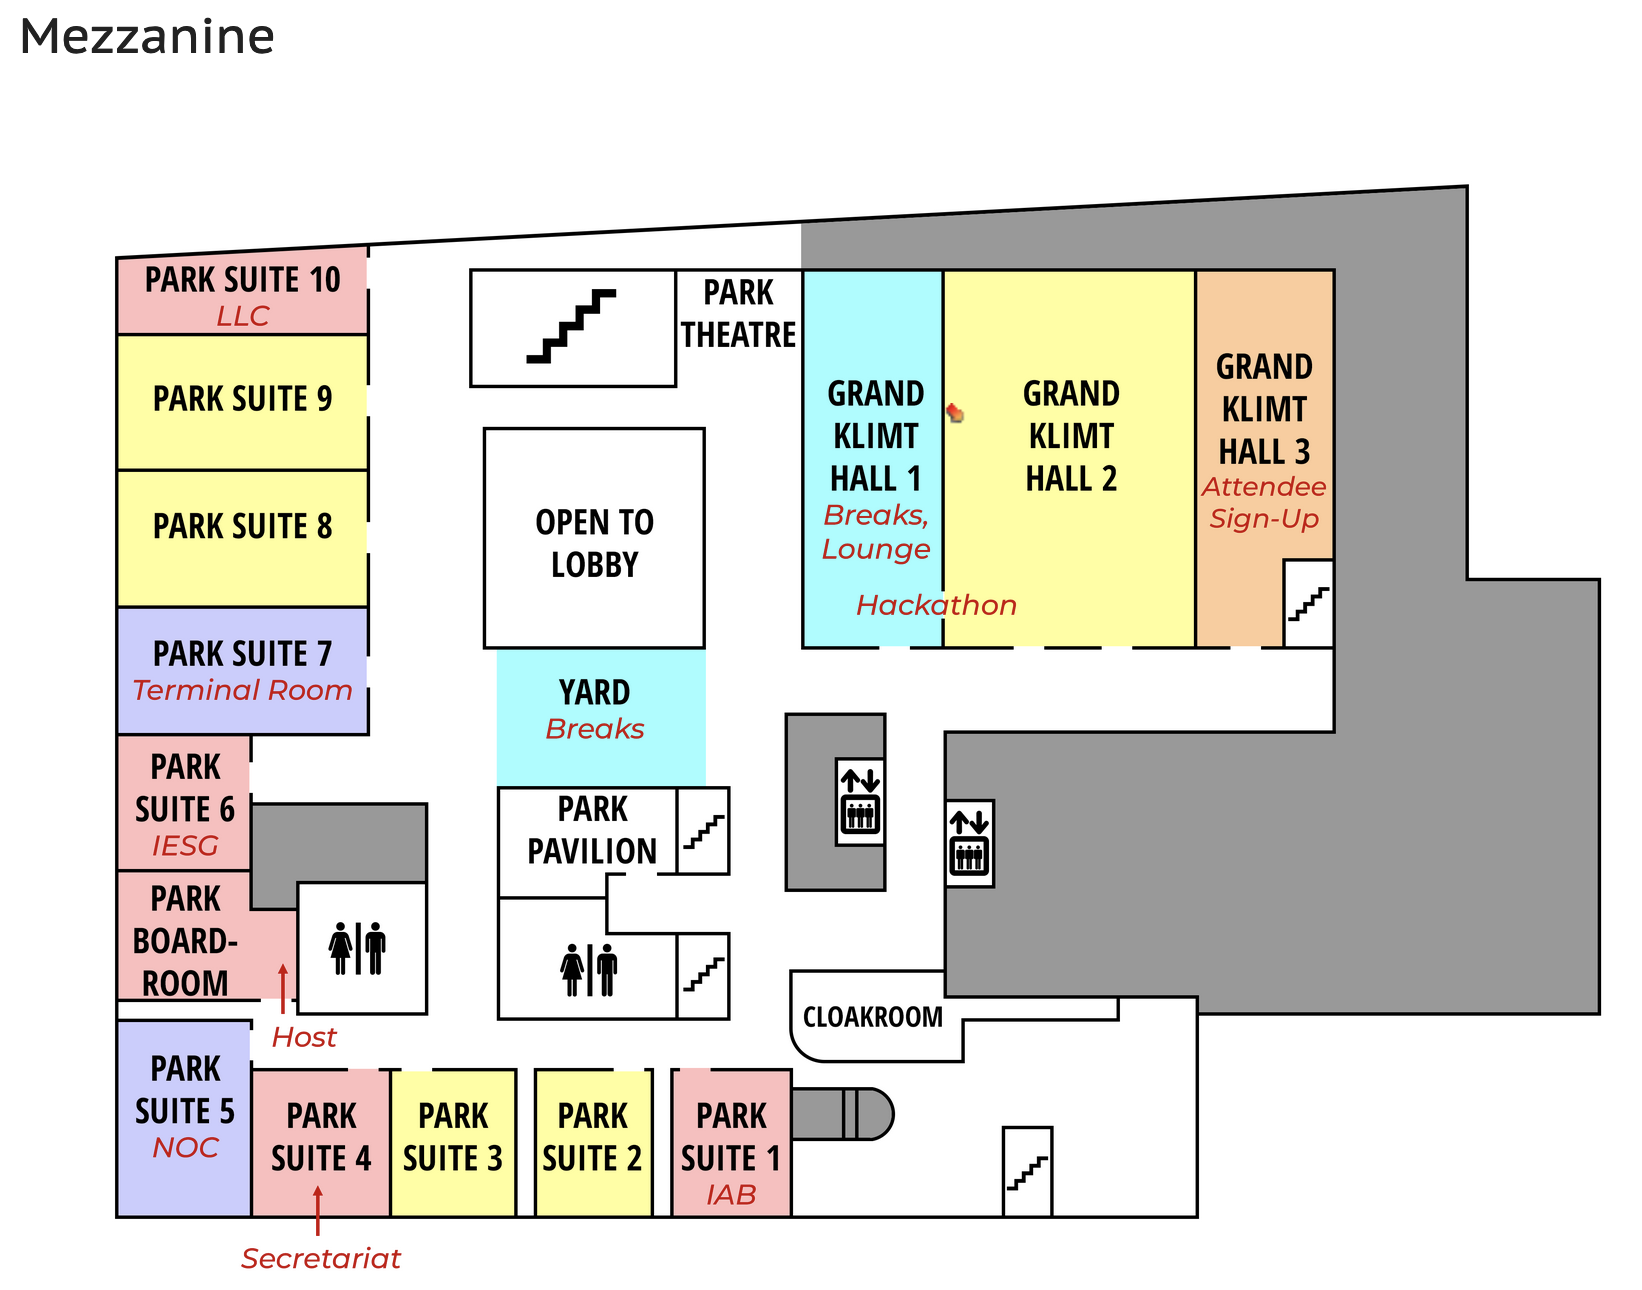 Mezzanine
PARK SUITE 10
LLC
PARK SUITE 9
PARK SUITE 8
PARK SUITE 7
Terminal Room
PARK
SUITE 6
IESG
PARK
BOARD-
ROOM
Host
PARK
SUITE 5
NOC
PARK
SUITE 4
Secretariat
PARK
SUITE 3
PARK
SUITE 2
PARK
SUITE 1
IAB
OPEN TO
LOBBY
YARD
Breaks
PARK
PAVILION
PARK
THEATRE
GRAND
KLIMT
HALL 1
Breaks,
Lounge
Hackathon
GRAND
KLIMT
HALL 2
GRAND
KLIMT
HALL 3
Attendee
Sign-Up
CLOAKROOM